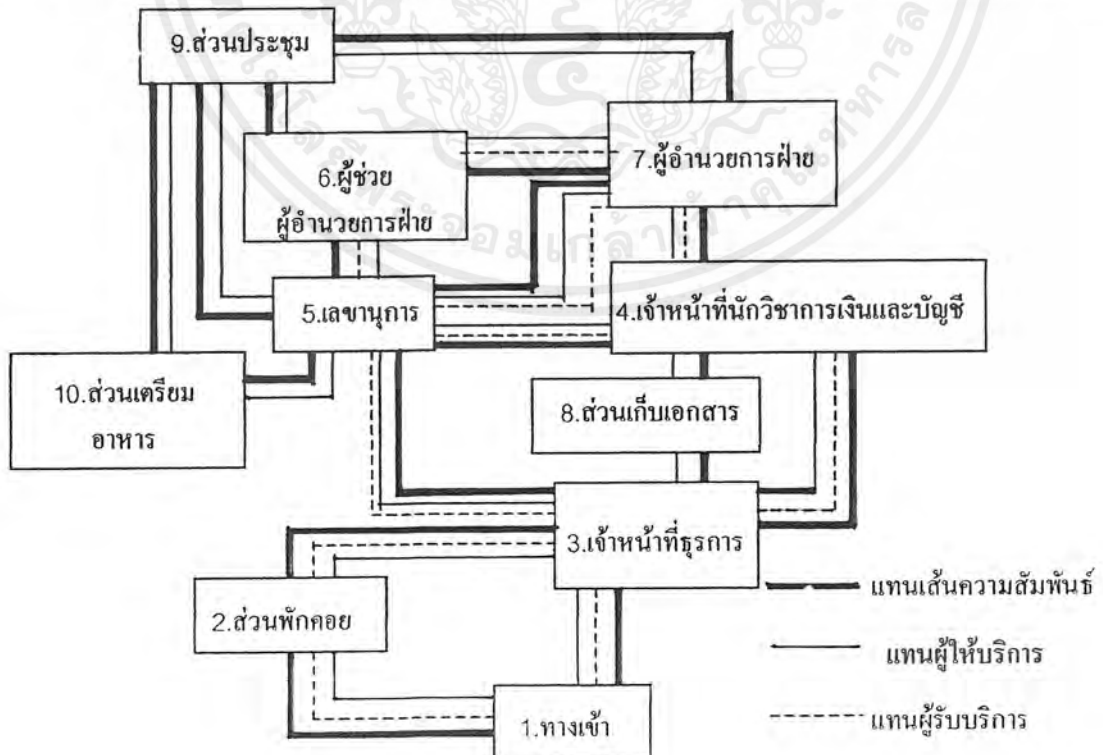 9.ส่วนประชุม
6.ผู้ช่วย
ผู้อำนวยการฝ่าย
7.ผู้อำนวยการฝ่าย
5.เลขานุการ
4.เจ้าหน้าที่นักวิชาการเงินและบัญชี
10.ส่วนเตรียม
อาหาร
8.ส่วนเก็บเอกสาร
3.เจ้าหน้าที่ธุรการ
2.ส่วนพักคอย
1.ทางเข้า
แทนเส้นความสัมพันธ์
แทนผู้ให้บริการ
แทนผู้รับบริการ